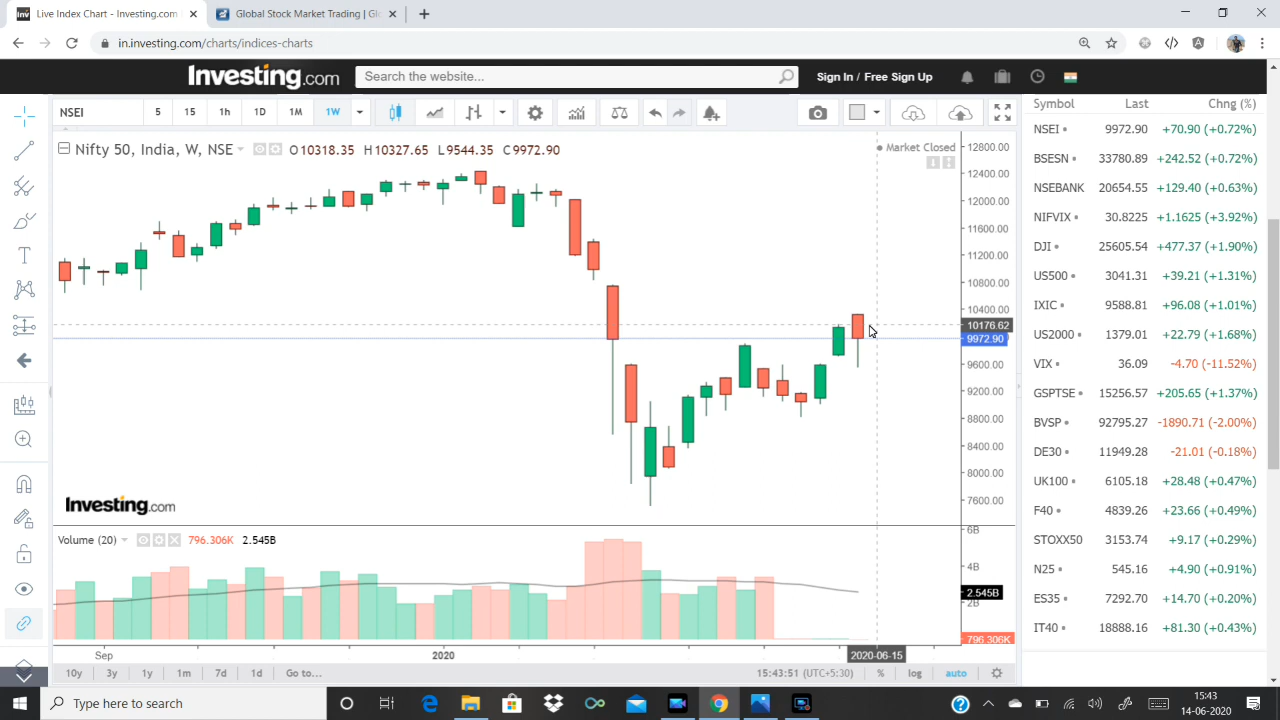 Live Index Chart - Investing.com
Global Stock Market Trading | Gl
in.investing.com/charts/indices-charts
Investing.com
Search the website...
Sign In / Free Sign Up
NSEI
5
15
1h
1D
1M
1W
Nifty 50, India, W, NSE
O10318.35 H10327.65 L9544.35 C9972.90
Market Closed
12800.00
12400.00
12000.00
11600.00
11200.00
10800.00
10400.00
10176.62
9972.90
9600.00
9200.00
8800.00
8400.00
8000.00
7600.00
Investing.com
Volume (20)
796.306K
2.545B
6B
4B
2.545B
2B
796.306K
Sep
2020
2020-06-15
10y
3y
1y
1m
7d
1d
Go to...
15:43:51 (UTC+5:30)
%
log
auto
Symbol Last Chng (%)
NSEI 9972.90 +70.90 (+0.72%)
BSESN 33780.89 +242.52 (+0.72%)
NSEBANK 20654.55 +129.40 (+0.63%)
NIFVIX 30.8225 +1.1625 (+3.92%)
DJI 25605.54 +477.37 (+1.90%)
US500 3041.31 +39.21 (+1.31%)
IXIC 9588.81 +96.08 (+1.01%)
US2000 1379.01 +22.79 (+1.68%)
VIX 36.09 -4.70 (-11.52%)
GSPTSE 15256.57 +205.65 (+1.37%)
BVSP 92795.27 -1890.71 (-2.00%)
DE30 11949.28 -21.01 (-0.18%)
UK100 6105.18 +28.48 (+0.47%)
F40 4839.26 +23.66 (+0.49%)
STOXX50 3153.74 +9.17 (+0.29%)
N25 545.16 +4.90 (+0.91%)
ES35 7292.70 +14.70 (+0.20%)
IT40 18888.16 +81.30 (+0.43%)
Type here to search
15:43
14-06-2020